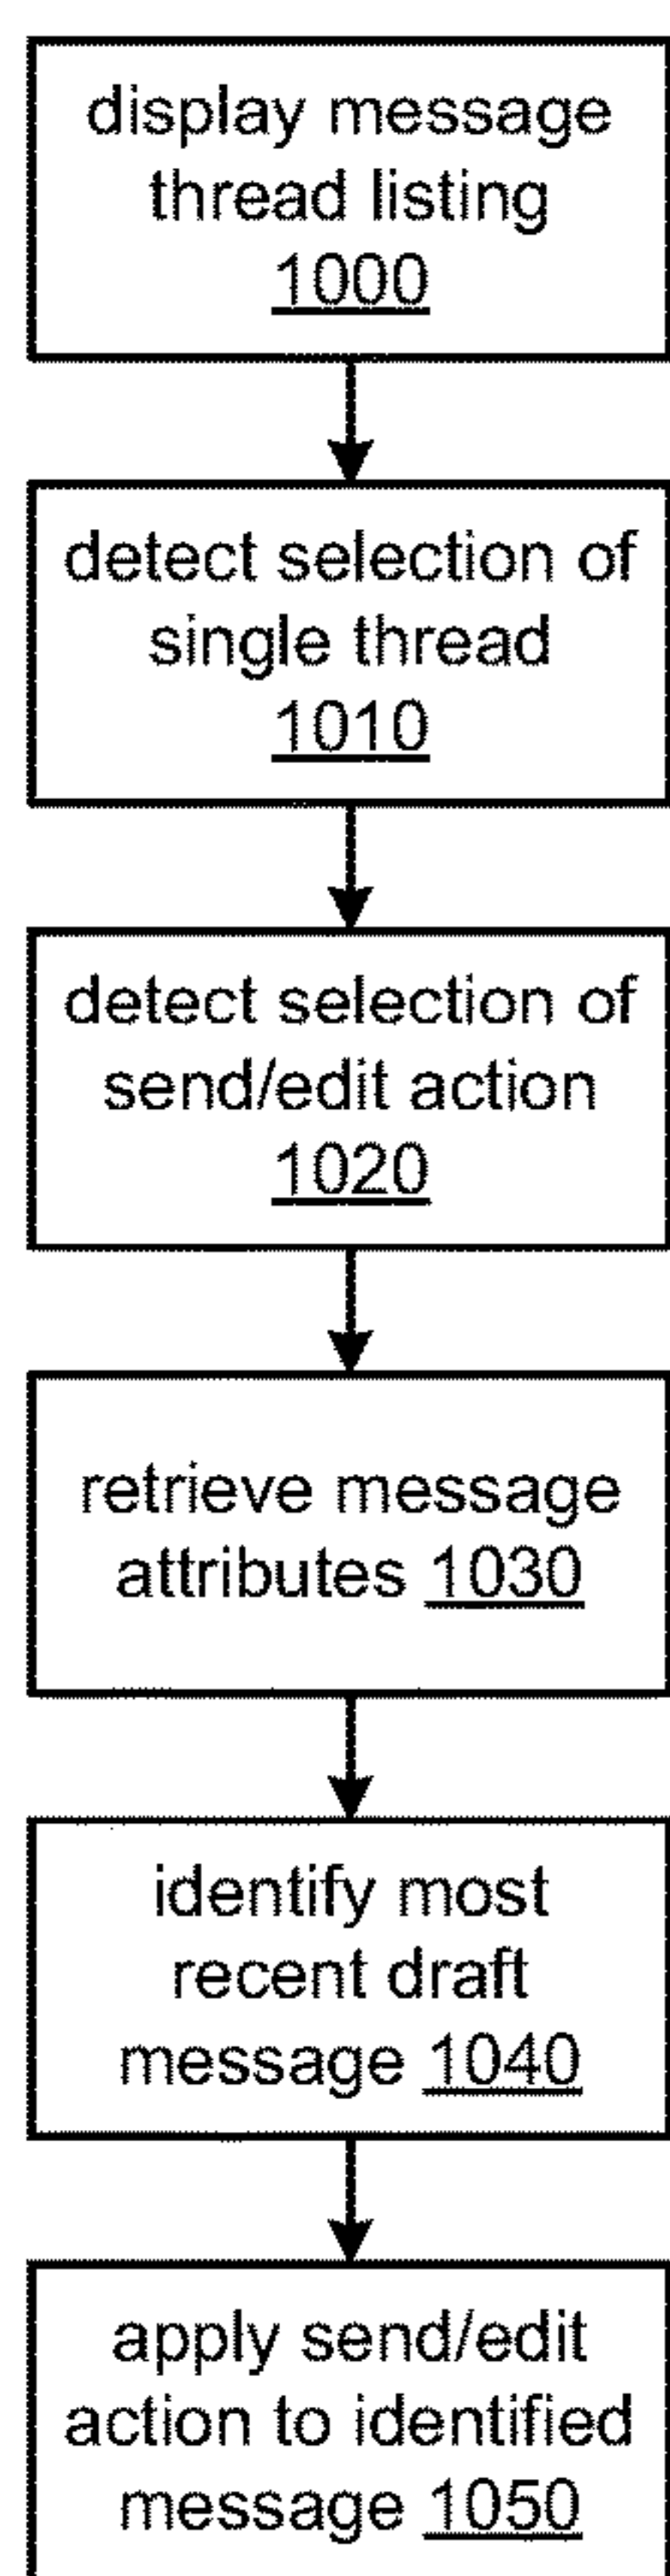 display message
thread listing
1000
detect selection of
single thread
1010
detect selection of
send/edit action
1020
retrieve message
attributes 1030
identify most
recent draft
message 1040
apply send/edit
action to identified
message 1050